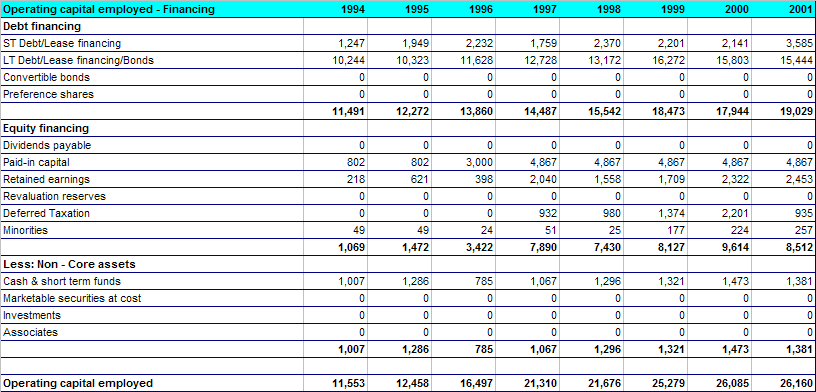 Operating capital employed - Financing 1994 1995 1996 1997 1998 1999 2000 2001
Debt financing
ST Debt/Lease financing 1,247 1,949 2,232 1,759 2,370 2,201 2,141 3,585
LT Debt/Lease financing/Bonds 10,244 10,323 11,628 12,728 13,172 16,272 15,803 15,444
Convertible bonds 0 0 0 0 0 0 0 0
Preference shares 0 0 0 0 0 0 0 0
11,491 12,272 13,860 14,487 15,542 18,473 17,944 19,029
Equity financing
Dividends payable 0 0 0 0 0 0 0 0
Paid-in capital 802 802 3,000 4,867 4,867 4,867 4,867 4,867
Retained earnings 218 621 398 2,040 1,558 1,709 2,322 2,453
Revaluation reserves 0 0 0 0 0 0 0 0
Deferred Taxation 0 0 0 932 980 1,374 2,201 935
Minorities 49 49 24 51 25 177 224 257
1,069 1,472 3,422 7,890 7,430 8,127 9,614 8,512
Less: Non - Core assets
Cash & short term funds 1,007 1,286 785 1,067 1,296 1,321 1,473 1,381
Marketable securities at cost 0 0 0 0 0 0 0 0
Investments 0 0 0 0 0 0 0 0
Associates 0 0 0 0 0 0 0 0
1,007 1,286 785 1,067 1,296 1,321 1,473 1,381
Operating capital employed 11,553 12,458 16,497 21,310 21,676 25,279 26,085 26,160